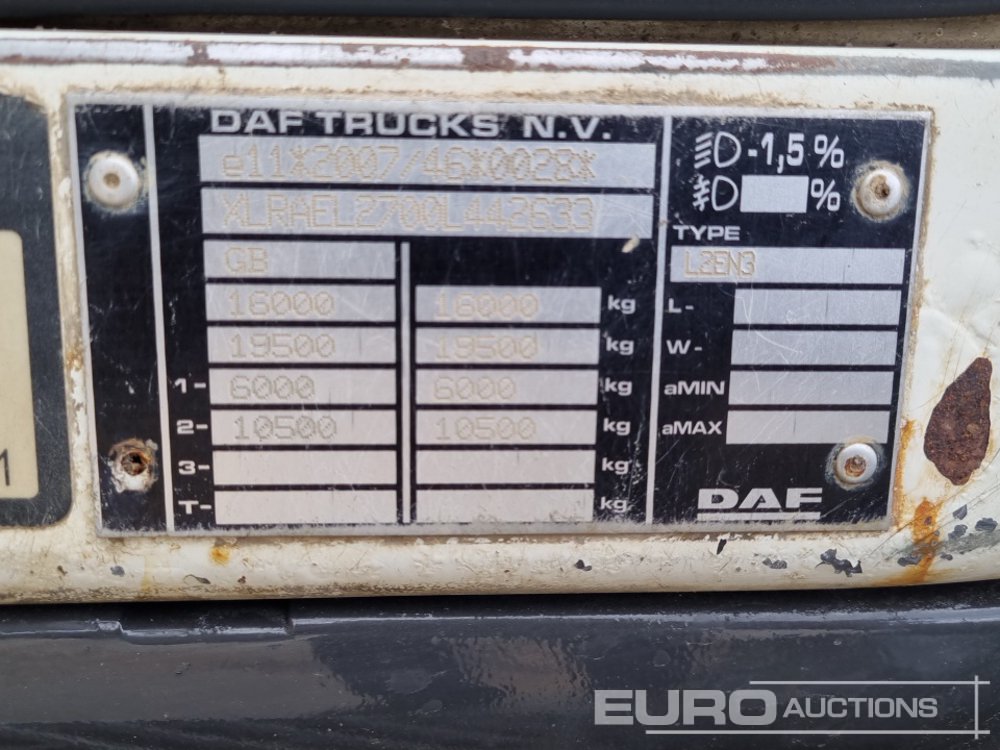 DAF TRUCKS N.V.
e11*2007/46*0028*
XLRAEL2700L442633
GB
16000 16000 kg
19500 19500 kg
1- 6000 6000 kg
2- 10500 10500 kg
3- kg
T- kg
-1,5 %
%
TYPE
L2EN3
L-
W-
aMIN
aMAX
DAF
M
EURO AUCTIONS